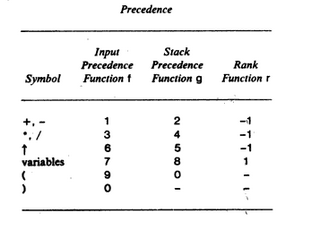 Precedence
Input Stack
Precedence Precedence Rank
Symbol Function f Function g Function r
+, - 1 2 -1
*, / 3 4 -1
↑ 6 5 -1
variables 7 8 1
( 9 0 -
) 0 - -